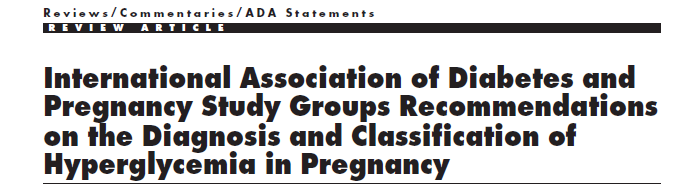 Reviews/Commentaries/ADA Statements
REVIEW ARTICLE
International Association of Diabetes and
Pregnancy Study Groups Recommendations
on the Diagnosis and Classification of
Hyperglycemia in Pregnancy